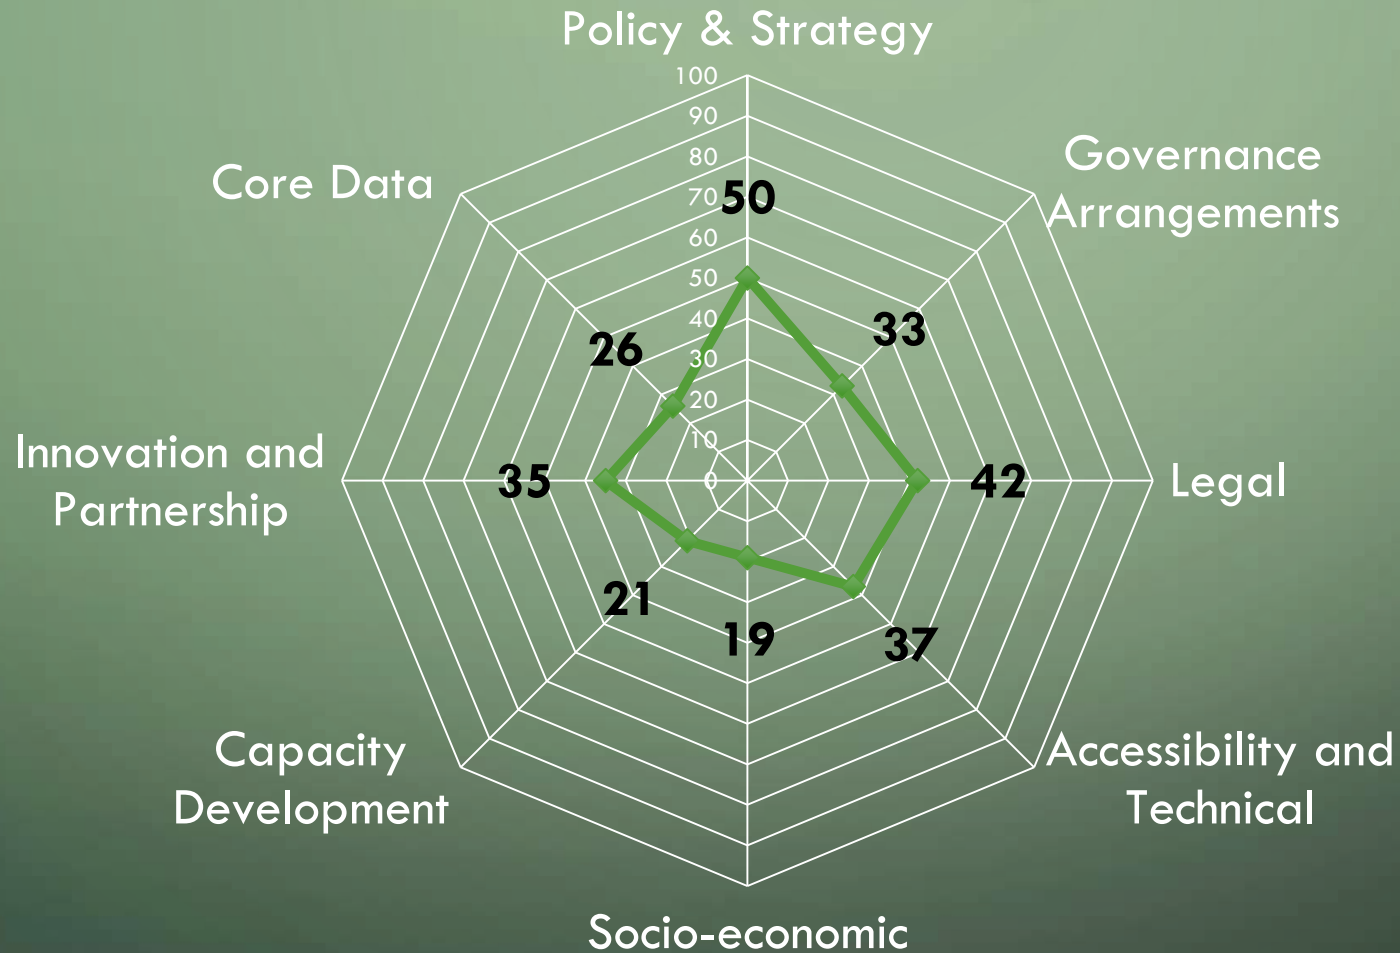 Policy & Strategy
100
90
80
70
60
50
40
30
20
10
0
50
Governance
Arrangements
33
Legal
42
Accessibility and
Technical
37
Socio-economic
19
Capacity
Development
21
Innovation and
Partnership
35
Core Data
26